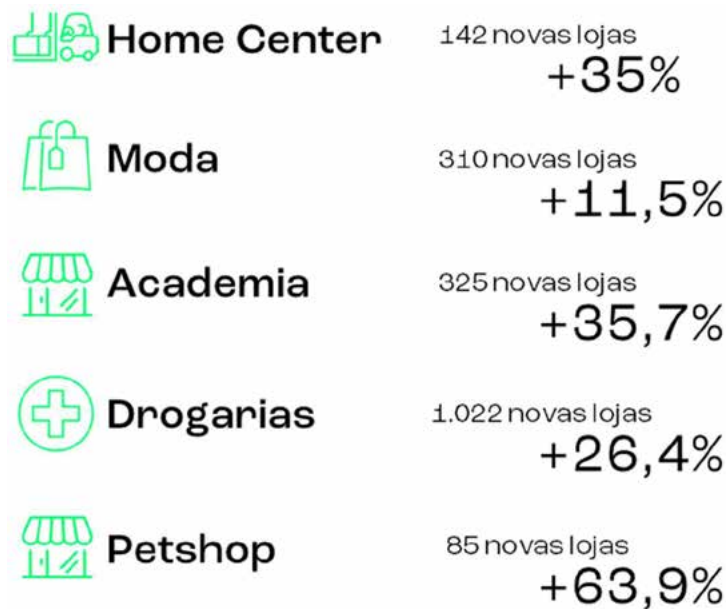 Home Center 142 novas lojas
+35%
Moda 310 novas lojas
+11,5%
Academia 325 novas lojas
+35,7%
Drogarias 1.022 novas lojas
+26,4%
Petshop 85 novas lojas
+63,9%